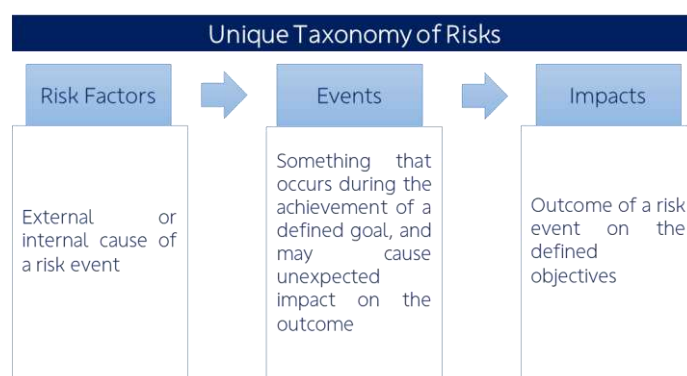 Unique Taxonomy of Risks
Risk Factors
External or
internal cause of
a risk event
Events
Something that
occurs during the
achievement of a
defined goal, and
may cause
unexpected
impact on the
outcome
Impacts
Outcome of a risk
event on the
defined
objectives